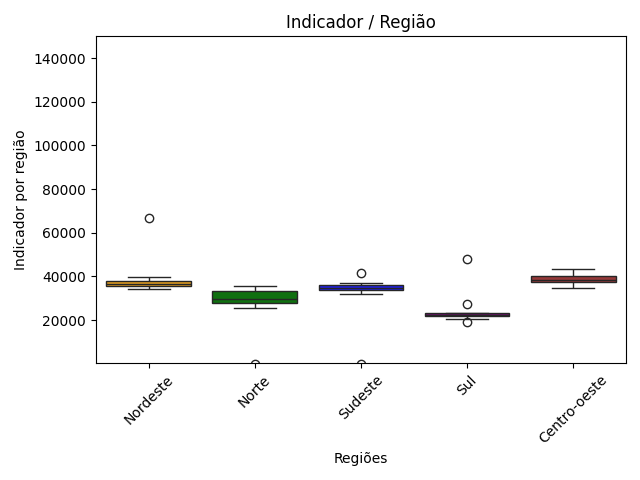 Indicador / Região
Indicador por região
140000
120000
100000
80000
60000
40000
20000
Nordeste
Norte
Sudeste
Sul
Centro-oeste
Regiões